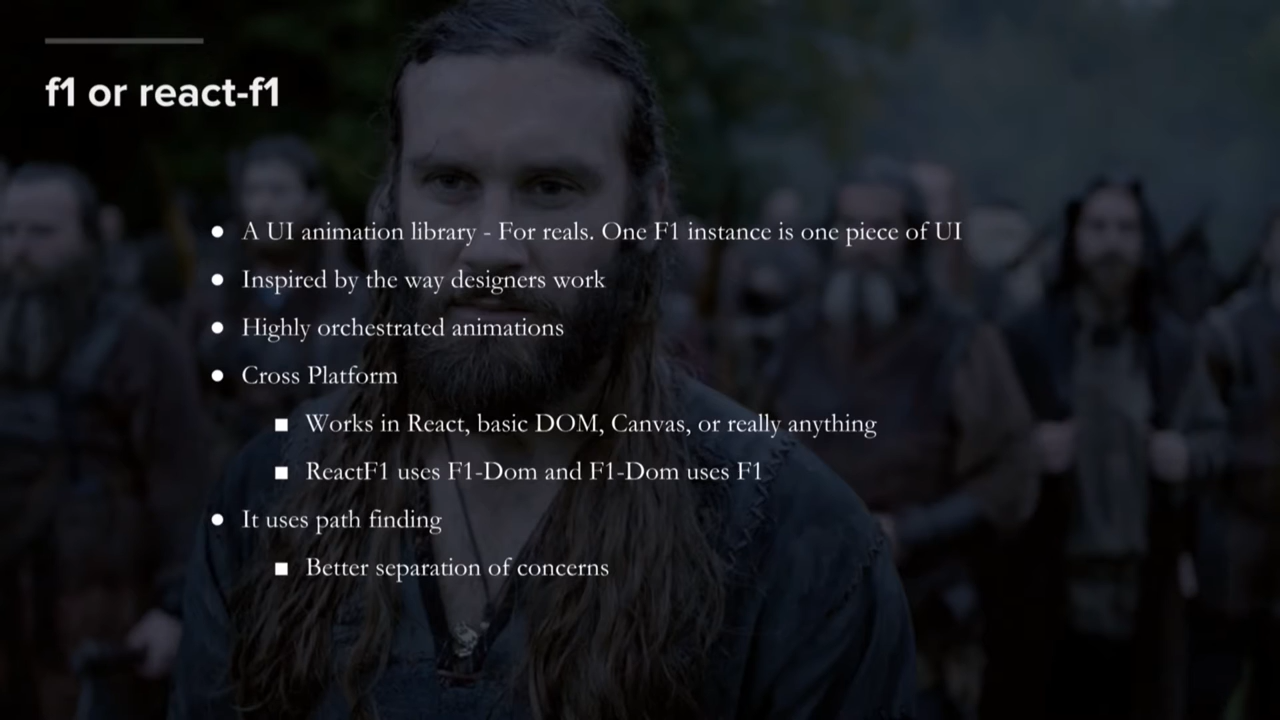 f1 or react-f1
● A UI animation library - For reals. One F1 instance is one piece of UI
● Inspired by the way designers work
● Highly orchestrated animations
● Cross Platform
■ Works in React, basic DOM, Canvas, or really anything
■ ReactF1 uses F1-Dom and F1-Dom uses F1
● It uses path finding
■ Better separation of concerns